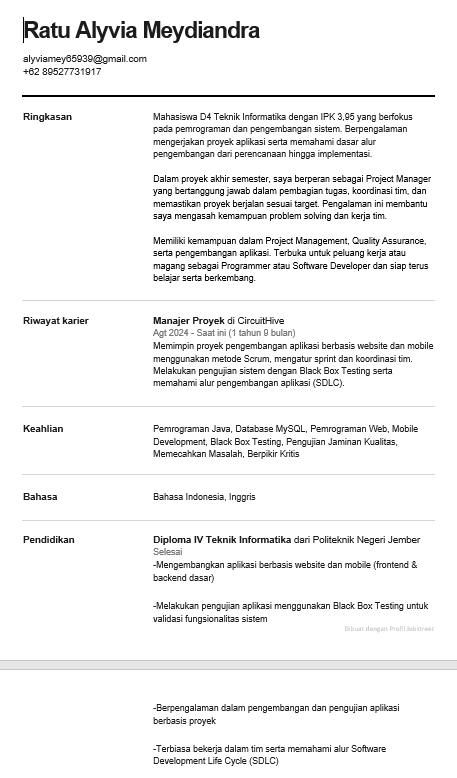 Ratu Alyvia Meydiandra
alyviamey65939@gmail.com
+62 89527731917
Ringkasan
Mahasiswa D4 Teknik Informatika dengan IPK 3,95 yang berfokus
pada pemrograman dan pengembangan sistem. Berpengalaman
mengerjakan proyek aplikasi serta memahami dasar alur
pengembangan dari perencanaan hingga implementasi.
Dalam proyek akhir semester, saya berperan sebagai Project Manager
yang bertanggung jawab dalam pembagian tugas, koordinasi tim, dan
memastikan proyek berjalan sesuai target. Pengalaman ini membantu
saya mengasah kemampuan problem solving dan kerja tim.
Memiliki kemampuan dalam Project Management, Quality Assurance,
serta pengembangan aplikasi. Terbuka untuk peluang kerja atau
magang sebagai Programmer atau Software Developer dan siap terus
belajar serta berkembang.
Riwayat karier
Manajer Proyek di CircuitHive
Agt 2024 - Saat ini (1 tahun 9 bulan)
Memimpin proyek pengembangan aplikasi berbasis website dan mobile
menggunakan metode Scrum, mengatur sprint dan koordinasi tim.
Melakukan pengujian sistem dengan Black Box Testing serta
memahami alur pengembangan aplikasi (SDLC).
Keahlian
Pemrograman Java, Database MySQL, Pemrograman Web, Mobile
Development, Black Box Testing, Pengujian Jaminan Kualitas,
Memecahkan Masalah, Berpikir Kritis
Bahasa
Bahasa Indonesia, Inggris
Pendidikan
Diploma IV Teknik Informatika dari Politeknik Negeri Jember
Selesai
-Mengembangkan aplikasi berbasis website dan mobile (frontend &
backend dasar)
-Melakukan pengujian aplikasi menggunakan Black Box Testing untuk
validasi fungsionalitas sistem
Dibuat dengan Profil Jobstreet
-Berpengalaman dalam pengembangan dan pengujian aplikasi
berbasis proyek
-Terbiasa bekerja dalam tim serta memahami alur Software
Development Life Cycle (SDLC)